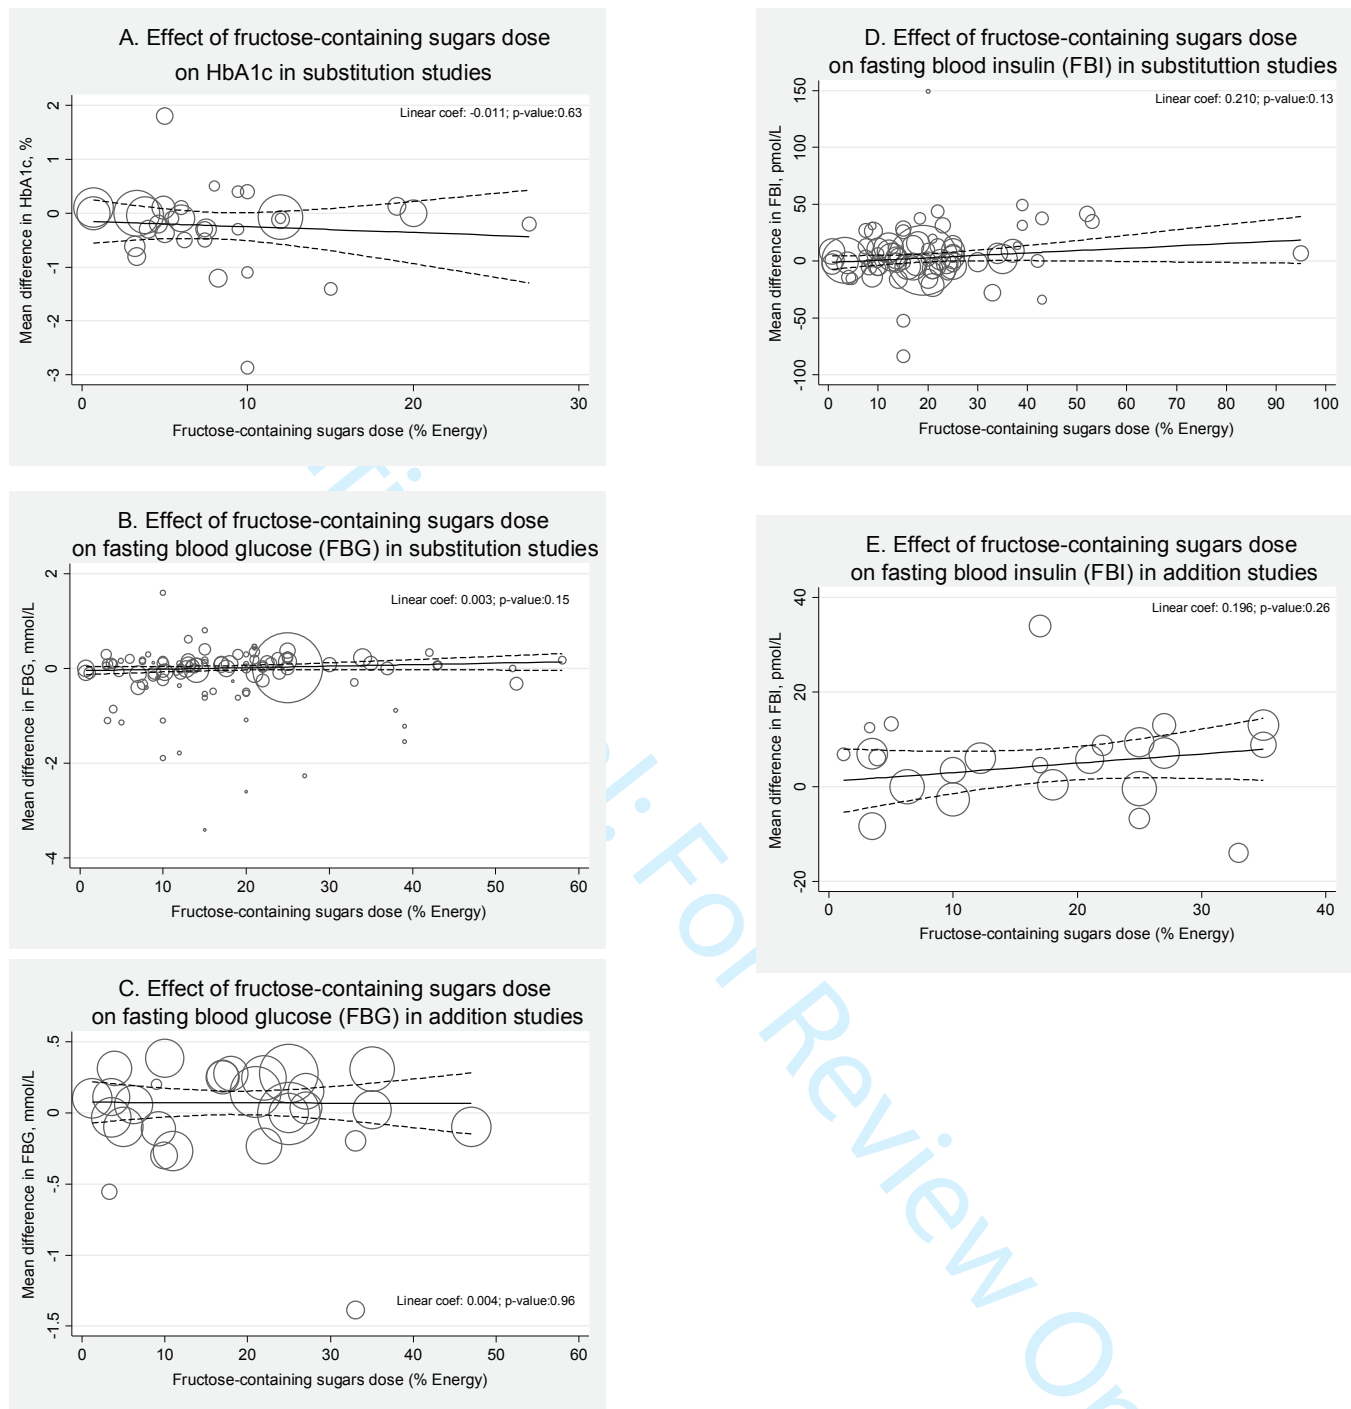 A. Effect of fructose-containing sugars dose
on HbA1c in substitution studies
Linear coef: -0.011; p-value:0.63
Mean difference in HbA1c, %
2
1
0
-1
-2
-3
0 10 20 30
Fructose-containing sugars dose (% Energy)
B. Effect of fructose-containing sugars dose
on fasting blood glucose (FBG) in substitution studies
Linear coef: 0.003; p-value:0.15
Mean difference in FBG, mmol/L
2
0
-2
-4
0 10 20 30 40 50 60
Fructose-containing sugars dose (% Energy)
C. Effect of fructose-containing sugars dose
on fasting blood glucose (FBG) in addition studies
Mean difference in FBG, mmol/L
.5
0
-.5
-1
-1.5
Linear coef: 0.004; p-value:0.96
0 10 20 30 40 50 60
Fructose-containing sugars dose (% Energy)
D. Effect of fructose-containing sugars dose
on fasting blood insulin (FBI) in substituttion studies
Linear coef: 0.210; p-value:0.13
Mean difference in FBI, pmol/L
150
100
50
0
-50
-100
0 10 20 30 40 50 60 70 80 90 100
Fructose-containing sugars dose (% Energy)
E. Effect of fructose-containing sugars dose
on fasting blood insulin (FBI) in addition studies
Linear coef: 0.196; p-value:0.26
Mean difference in FBI, pmol/L
40
20
0
-20
0 10 20 30 40
Fructose-containing sugars dose (% Energy)
: For Review On